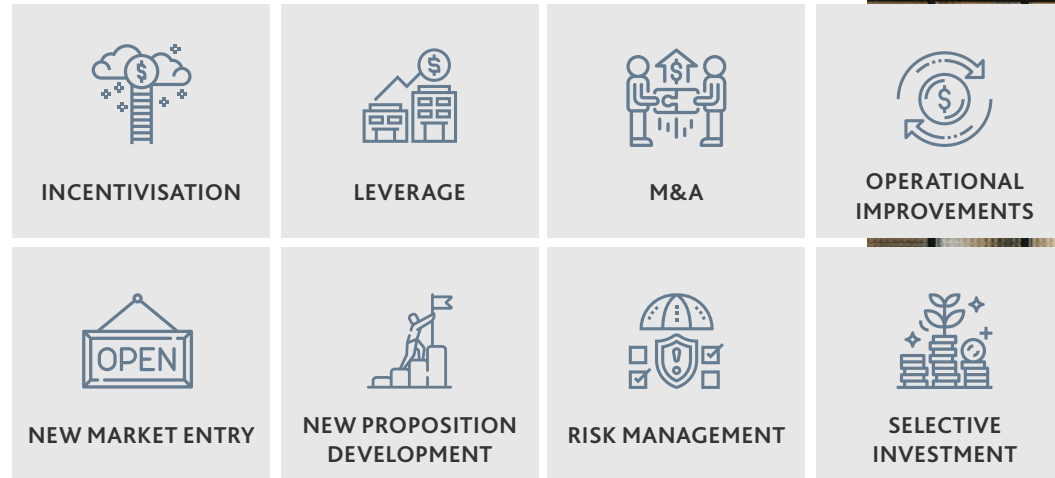 $
$
$
$
INCENTIVISATION
LEVERAGE
M&A
OPERATIONAL
IMPROVEMENTS
OPEN
NEW MARKET ENTRY
NEW PROPOSITION
DEVELOPMENT
RISK MANAGEMENT
SELECTIVE
INVESTMENT